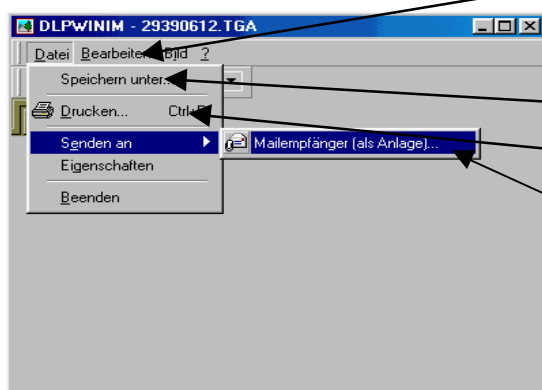 DLPWINIM - 29390612.TGA
Datei Bearbeiten Bild ?
Speichern unter...
Drucken... Ctrl+P
Senden an Mailempfänger (als Anlage)...
Eigenschaften
Beenden